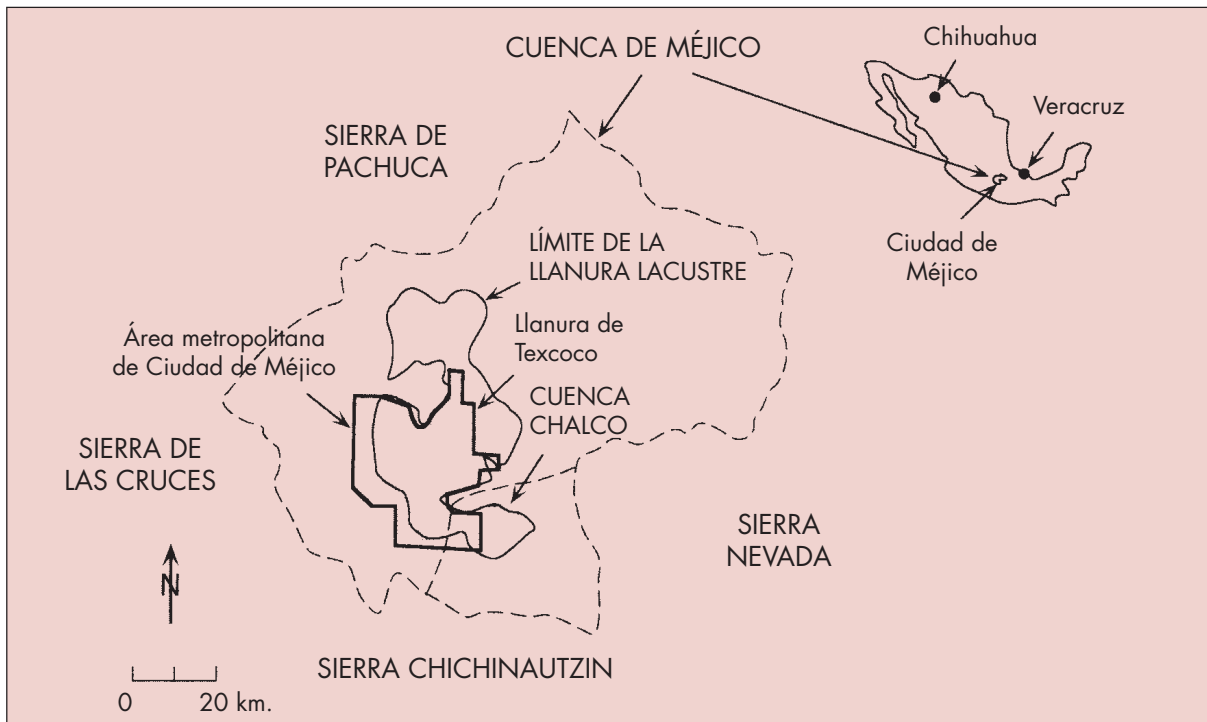 CUENCA DE MÉJICO
Chihuahua
Veracruz
Ciudad de
Méjico
SIERRA DE
PACHUCA
LÍMITE DE LA
LLANURA LACUSTRE
Llanura de
Texcoco
Área metropolitana
de Ciudad de Méjico
CUENCA
CHALCO
SIERRA DE
LAS CRUCES
SIERRA
NEVADA
N
SIERRA CHICHINAUTZIN
0 20 km.